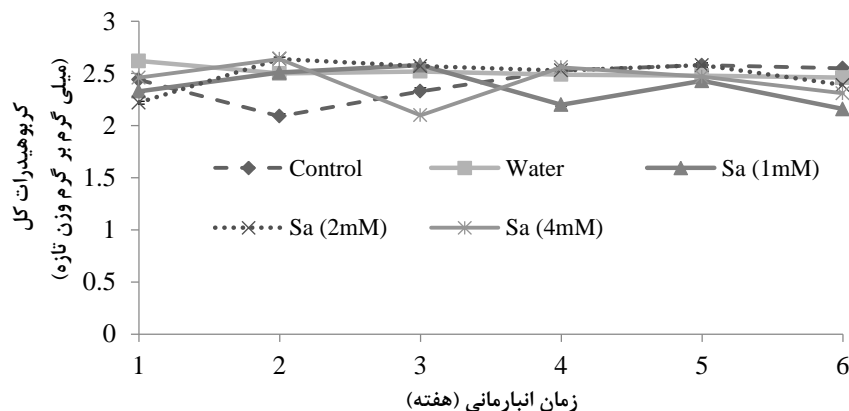 3
2.5
2
1.5
1
0.5
0
کربوهیدرات کل
(میلی گرم بر گرم وزن تازه)
Control Water Sa (1mM)
Sa (2mM) Sa (4mM)
1 2 3 4 5 6
زمان انبارمانی (هفته)